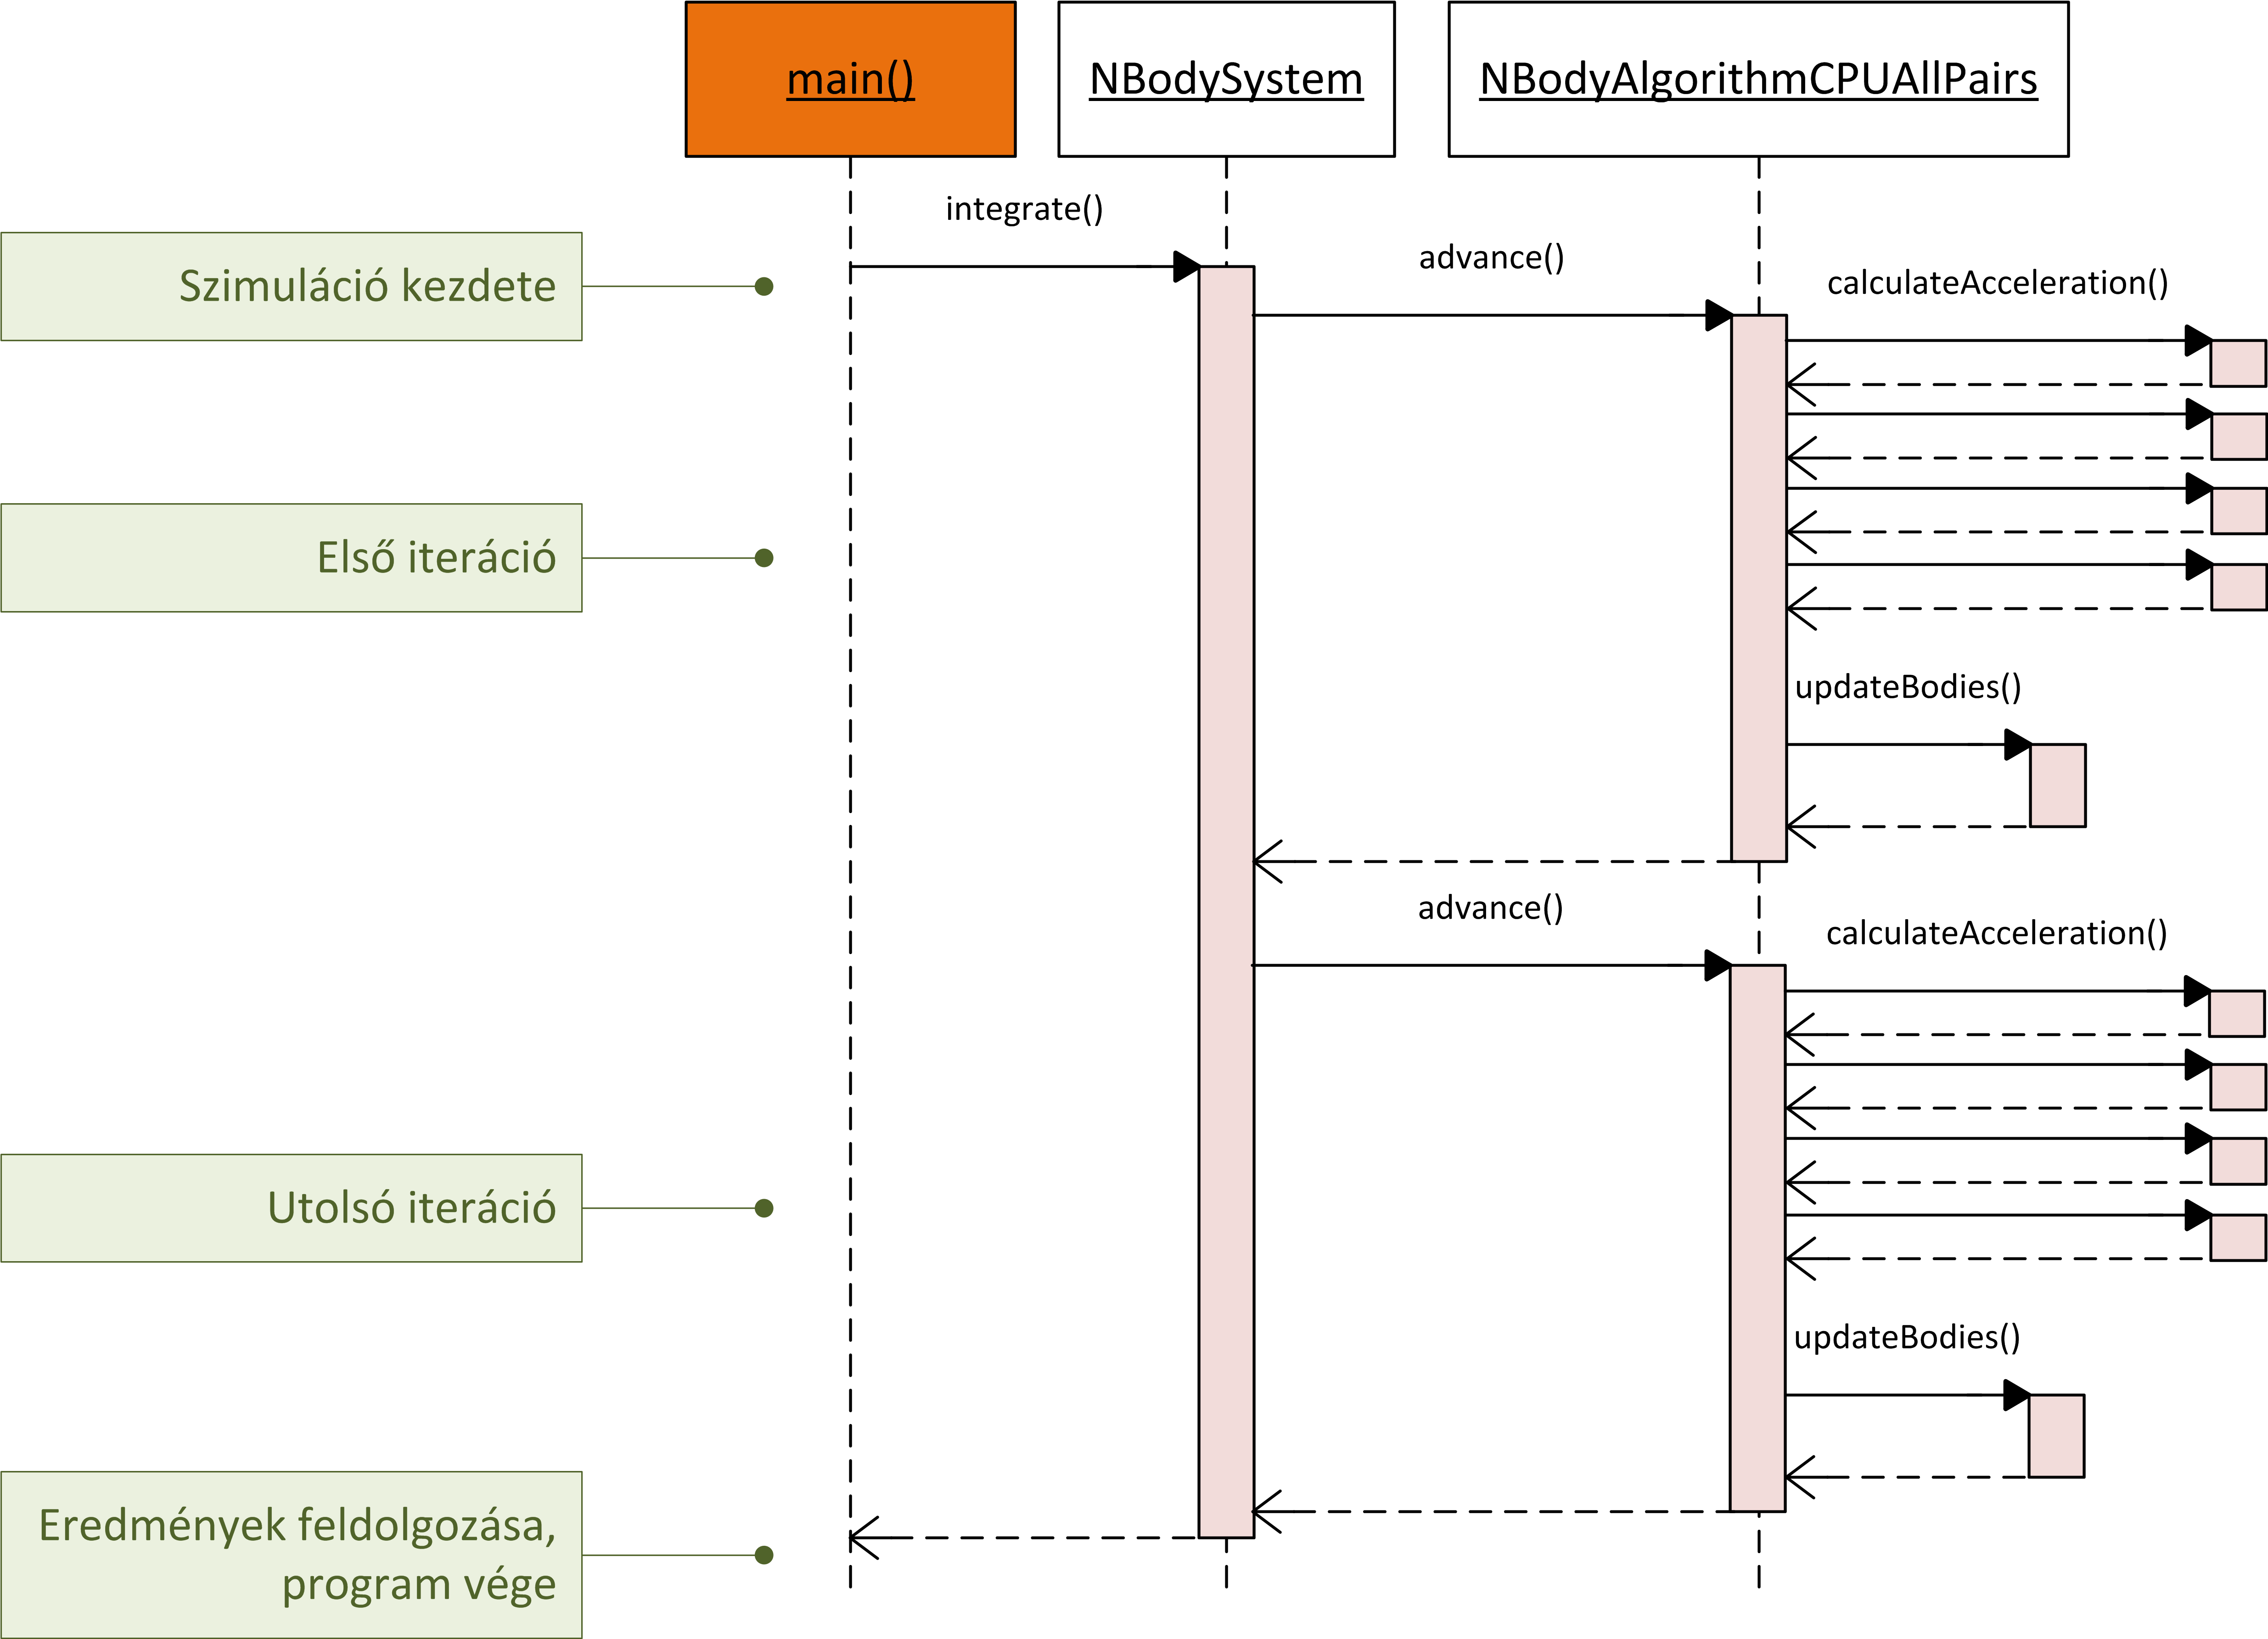 main()
NBodySystem
NBodyAlgorithmCPUAllPairs
integrate()
advance()
calculateAcceleration()
Szimuláció kezdete
Első iteráció
updateBodies()
advance()
calculateAcceleration()
Utolsó iteráció
updateBodies()
Eredmények feldolgozása,
program vége